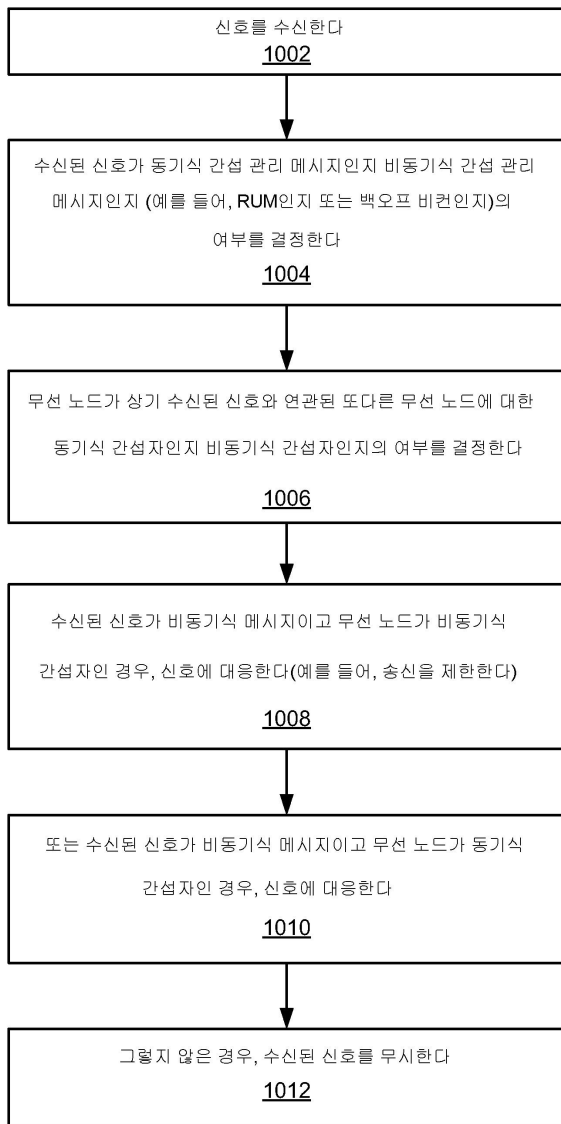 신호를 수신한다
1002
수신된 신호가 동기식 간섭 관리 메시지인지 비동기식 간섭 관리
메시지인지 (예를 들어, RUM인지 또는 백오프 비컨인지)의
여부를 결정한다
1004
무선 노드가 상기 수신된 신호와 연관된 또다른 무선 노드에 대한
동기식 간섭자인지 비동기식 간섭자인지의 여부를 결정한다
1006
수신된 신호가 비동기식 메시지이고 무선 노드가 비동기식
간섭자인 경우, 신호에 대응한다(예를 들어, 송신을 제한한다)
1008
또는 수신된 신호가 비동기식 메시지이고 무선 노드가 동기식
간섭자인 경우, 신호에 대응한다
1010
그렇지 않은 경우, 수신된 신호를 무시한다
1012